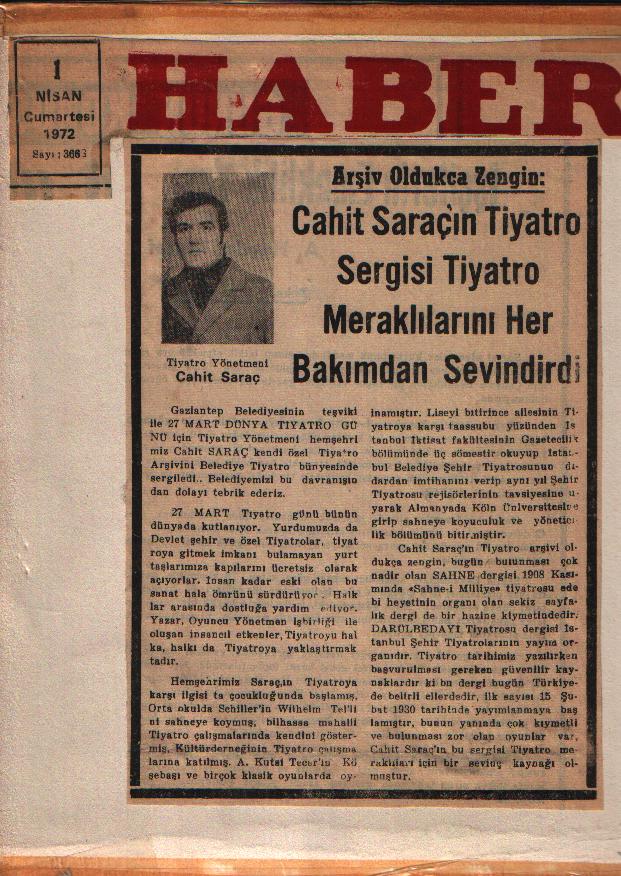 1
NİSAN
Cumartesi
1972
Sayı : 3663
HABER
Arşiv Oldukca Zengin:
Cahit Saraçın Tiyatro
Sergisi Tiyatro
Meraklılarını Her
Bakımdan Sevindirdi
Tiyatro Yönetmeni
Cahit Saraç
Gaziantep Belediyesinin teşviki
ile 27 MART DÜNYA TİYATRO GÜ
NÜ için Tiyatro Yönetmeni hemşehri
miz Cahit SARAÇ kendi özel Tiyatro
Arşivini Belediye Tiyatro bünyesinde
sergiledi.. Belediyemizi bu davranışın
dan dolayı tebrik ederiz.
27 MART Tiyatro günü bütün
dünyada kutlanıyor. Yurdumuzda da
Devlet şehir ve özel Tiyatrolar, tiyat
roya gitmek imkanı bulamayan yurt
taşlarımıza kapılarını ücretsiz olarak
açıyorlar. İnsan kadar eski olan bu
sanat hala ömrünü sürdürüyor. Halk
lar arasında dostluğa yardım ediyor.
Yazar, Oyuncu Yönetmen işbirliği ile
oluşan insancıl etkenler, Tiyatroyu hal
ka, halkı da Tiyatroya yaklaştırmak
tadır.
Hemşehrimiz Saraç,ın Tiyatroya
karşı ilgisi ta çocukluğunda başlamış.
Orta okulda Schiller'in Wilhelm Tel'li
ni sahneye koymuş, bilhassa mahalli
Tiyatro çalışmalarında kendini göster-
miş, Kültürderneğinin Tiyatro çalışma
larına katılmış. A. Kutsi Tecer'in Kö
şebaşı ve birçok klasik oyunlarda oy-
inamıştır. Liseyi bitirince ailesinin Ti-
yatroya karşı taassubu yüzünden İs
tanbul İktisat fakültesinin Gazetecilik
bölümünde üç sömestir okuyup İstan-
bul Belediye Şehir Tiyatrosunun dı-
dardan imtihanını verip aynı yıl Şehir
Tiyatrosu rejisörlerinin tavsiyesine u-
yarak Almanyada Köln Üniversitesine
girip sahneye koyuculuk ve yönetici
lik bölümünü bitirmiştir.
Cahit Saraç'ın Tiyatro arşivi ol-
dukça zengin, bugün bulunması çok
nadir olan SAHNE dergisi 1908 Kası-
mında «Sahne-i Milliye» tiyatrosu ede
bi heyetinin organı olan sekiz sayfa-
lık dergi de bir hazine kıymetindedir.
DARÜLBEDAYİ Tiyatrosu dergisi İs-
tanbul Şehir Tiyatrolarının yayın or-
ganıdır. Tiyatro tarihimiz yazılırken
başvurulması gereken güvenilir kay-
naklardır ki bu dergi bugün Türkiye-
de belirli ellerdedir, ilk sayısı 15 Şu-
bat 1930 tarihinde yayımlanmaya baş
lamıştır, bunun yanında çok kıymetli
ve bulunması zor olan oyunlar var,
Cahit Saraç'ın bu sergisi Tiyatro me-
raklıları için bir sevinç kaynağı ol-
muştur.